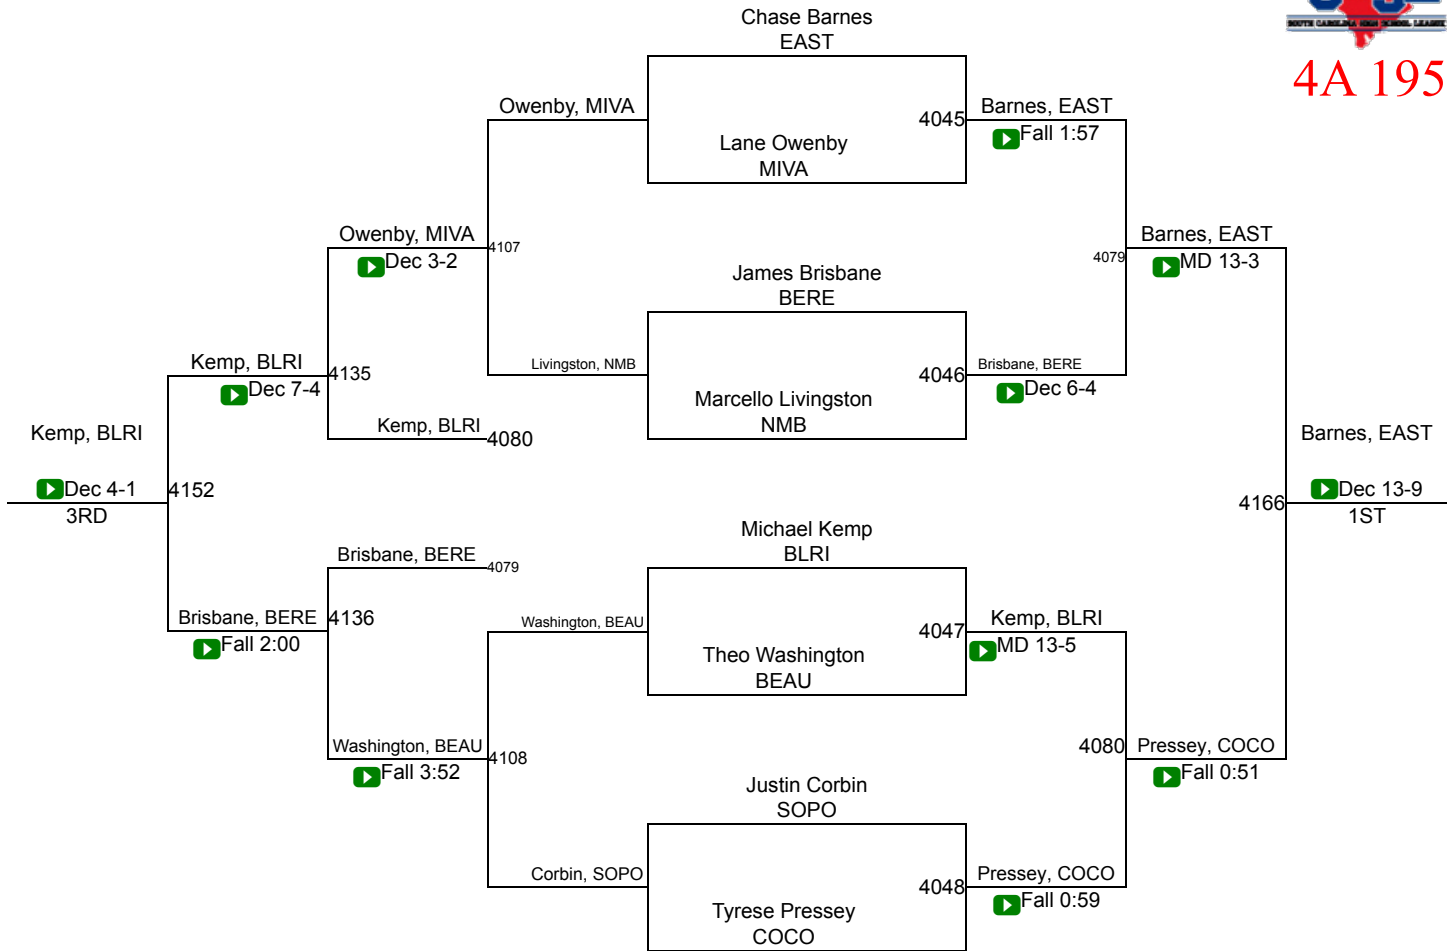 SOUTH CAROLINA HIGH SCHOOL LEAGUE
4A 195
Chase Barnes
EAST
Owenby, MIVA
4045
Barnes, EAST
Fall 1:57
Lane Owenby
MIVA
Owenby, MIVA
4107
Dec 3-2
Barnes, EAST
4079
MD 13-3
James Brisbane
BERE
Kemp, BLRI
4135
Dec 7-4
Livingston, NMB
4046
Brisbane, BERE
Dec 6-4
Marcello Livingston
NMB
Kemp, BLRI
Kemp, BLRI
4080
Barnes, EAST
Dec 4-1
4152
3RD
4166
Dec 13-9
1ST
Michael Kemp
BLRI
Brisbane, BERE
4079
Brisbane, BERE
4136
Fall 2:00
Washington, BEAU
4047
Kemp, BLRI
MD 13-5
Theo Washington
BEAU
Washington, BEAU
4108
Fall 3:52
4080
Pressey, COCO
Fall 0:51
Justin Corbin
SOPO
Corbin, SOPO
4048
Pressey, COCO
Fall 0:59
Tyrese Pressey
COCO